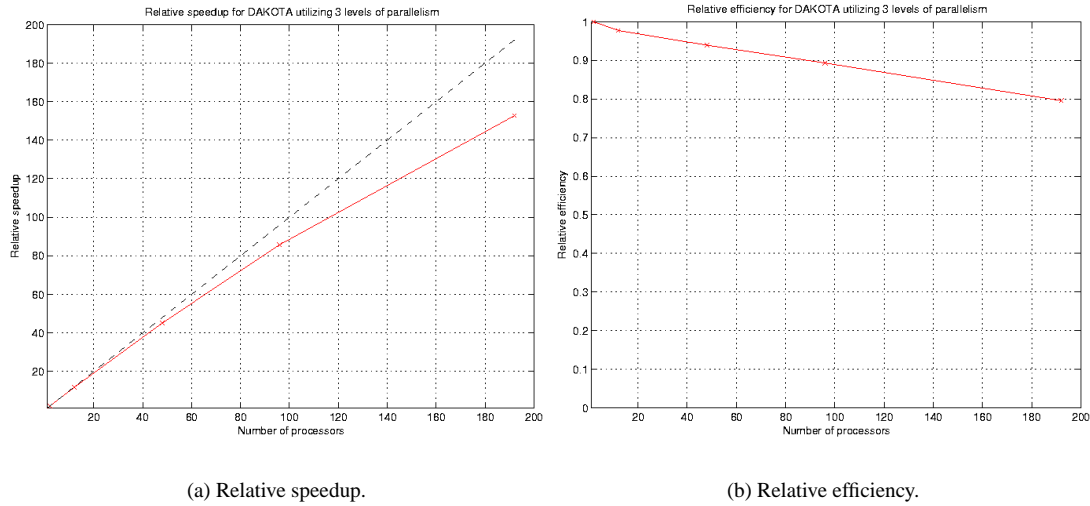 Relative speedup for DAKOTA utilizing 3 levels of parallelism
200
180
160
140
120
100
80
60
40
20
Relative speedup
20 40 60 80 100 120 140 160 180 200
Number of processors
(a) Relative speedup.
Relative efficiency for DAKOTA utilizing 3 levels of parallelism
1
0.9
0.8
0.7
0.6
0.5
0.4
0.3
0.2
0.1
0
Relative efficiency
20 40 60 80 100 120 140 160 180 200
Number of processors
(b) Relative efficiency.